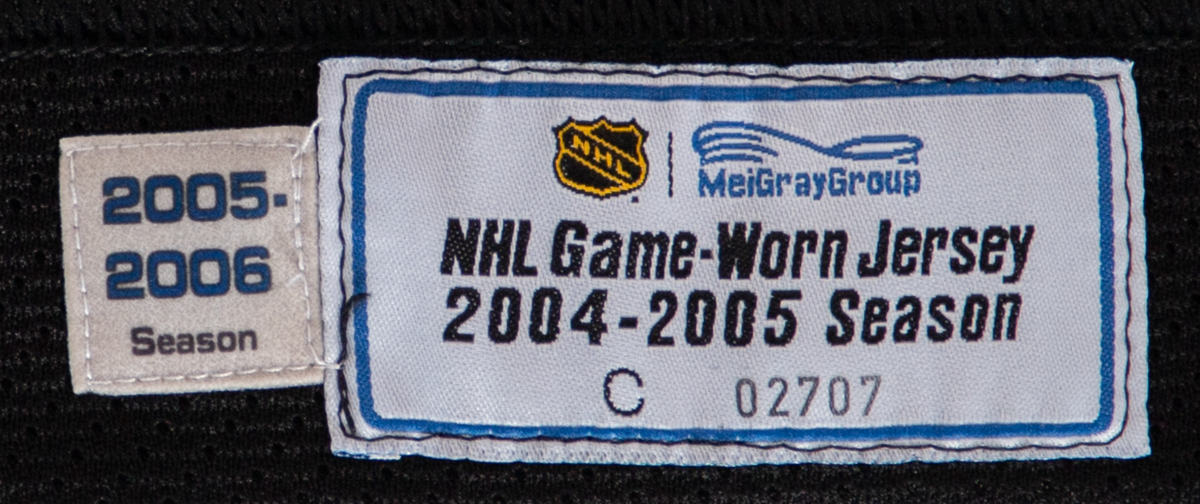 2005-
2006
Season
NHL
MeiGrayGroup
NHL Game-Worn Jersey
2004-2005 Season
C 02707